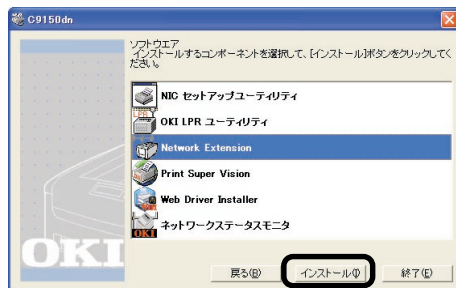 C9150dn
ソフトウエア
インストールするコンポーネントを選択して、[インストール]ボタンをクリックしてく
ださい。
NIC セットアップユーティリティ
OKI LPR ユーティリティ
Network Extension
Print Super Vision
Web Driver Installer
ネットワークステータスモニタ
戻る(B)
インストール(I)
終了(E)
OKI